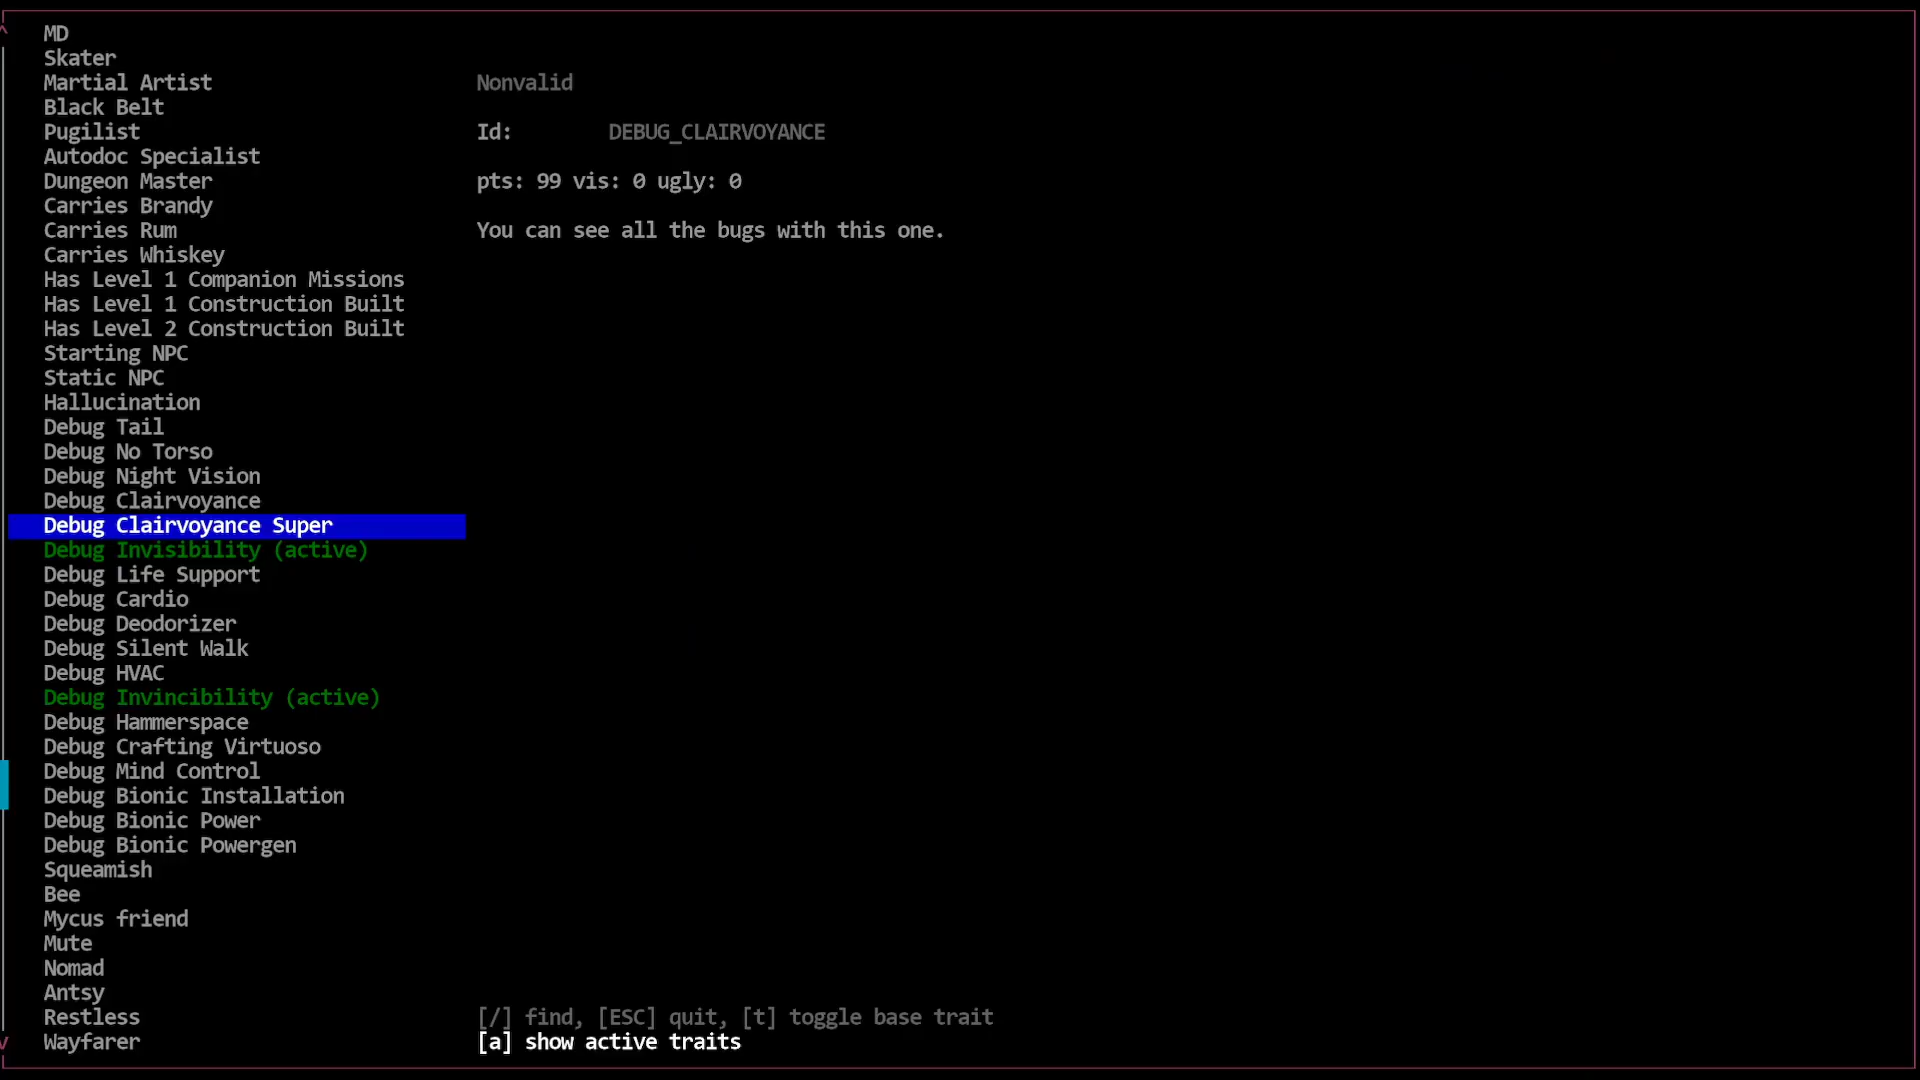 MD
Skater
Martial Artist
Black Belt
Pugilist
Autodoc Specialist
Dungeon Master
Carries Brandy
Carries Rum
Carries Whiskey
Has Level 1 Companion Missions
Has Level 1 Construction Built
Has Level 2 Construction Built
Starting NPC
Static NPC
Hallucination
Debug Tail
Debug No Torso
Debug Night Vision
Debug Clairvoyance
Debug Clairvoyance Super
Debug Invisibility (active)
Debug Life Support
Debug Cardio
Debug Deodorizer
Debug Silent Walk
Debug HVAC
Debug Invincibility (active)
Debug Hammerspace
Debug Crafting Virtuoso
Debug Mind Control
Debug Bionic Installation
Debug Bionic Power
Debug Bionic Powergen
Squeamish
Bee
Mycus friend
Mute
Nomad
Antsy
Restless
Wayfarer
Nonvalid
Id: DEBUG_CLAIRVOYANCE
pts: 99 vis: 0 ugly: 0
You can see all the bugs with this one.
[/] find, [ESC] quit, [t] toggle base trait
[a] show active traits